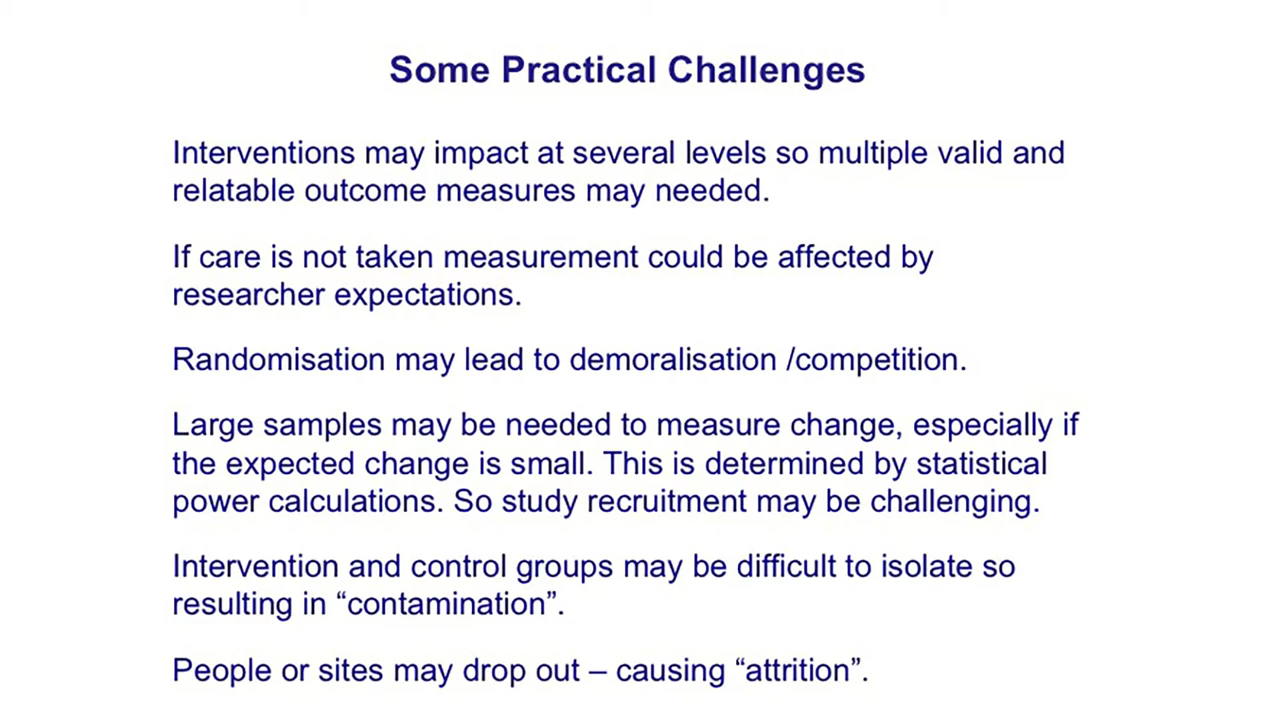 Some Practical Challenges
Interventions may impact at several levels so multiple valid and
relatable outcome measures may needed.
If care is not taken measurement could be affected by
researcher expectations.
Randomisation may lead to demoralisation /competition.
Large samples may be needed to measure change, especially if
the expected change is small. This is determined by statistical
power calculations. So study recruitment may be challenging.
Intervention and control groups may be difficult to isolate so
resulting in “contamination”.
People or sites may drop out – causing “attrition”.